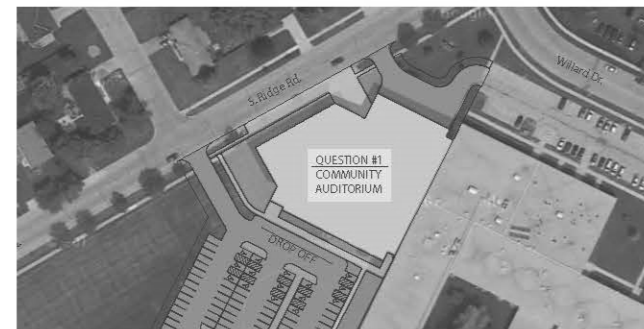 S. Ridge Rd.
Willard Dr.
QUESTION #1
COMMUNITY
AUDITORIUM
DROP OFF